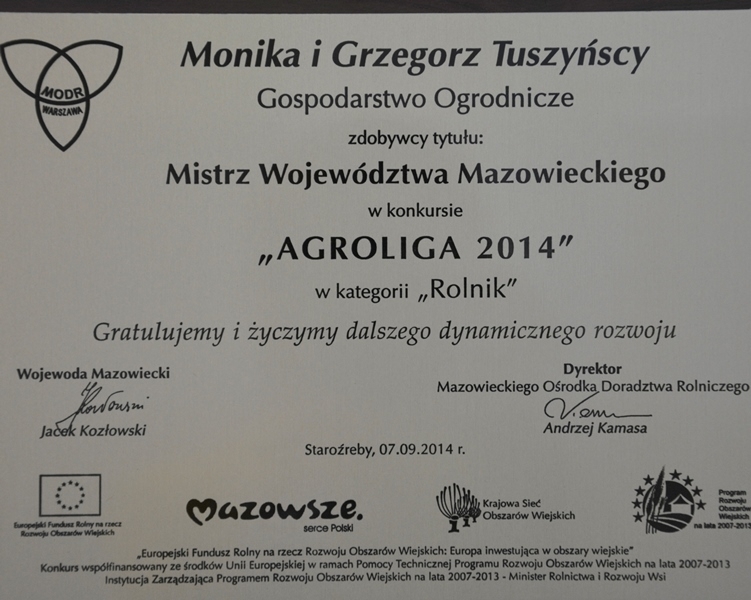 Monika i Grzegorz Tuszyńscy
Gospodarstwo Ogrodnicze
zdobywcy tytułu:
Mistrz Województwa Mazowieckiego
w konkursie
„AGROLIGA 2014”
w kategorii „Rolnik”
Gratulujemy i życzymy dalszego dynamicznego rozwoju
MODR
WARSZAWA
Wojewoda Mazowiecki
Jacek Kozłowski
Dyrektor
Mazowieckiego Ośrodka Doradztwa Rolniczego
Andrzej Kamasa
Staroźreby, 07.09.2014 r.
Europejski Fundusz Rolny na rzecz
Rozwoju Obszarów Wiejskich
Mazowsze.
serce Polski
Krajowa Sieć
Obszarów Wiejskich
Program
Rozwoju
Obszarów
Wiejskich
na lata 2007-2013
„Europejski Fundusz Rolny na rzecz Rozwoju Obszarów Wiejskich: Europa inwestująca w obszary wiejskie”
Konkurs współfinansowany ze środków Unii Europejskiej w ramach Pomocy Technicznej Programu Rozwoju Obszarów Wiejskich na lata 2007-2013
Instytucja Zarządzająca Programem Rozwoju Obszarów Wiejskich na lata 2007-2013 - Minister Rolnictwa i Rozwoju Wsi